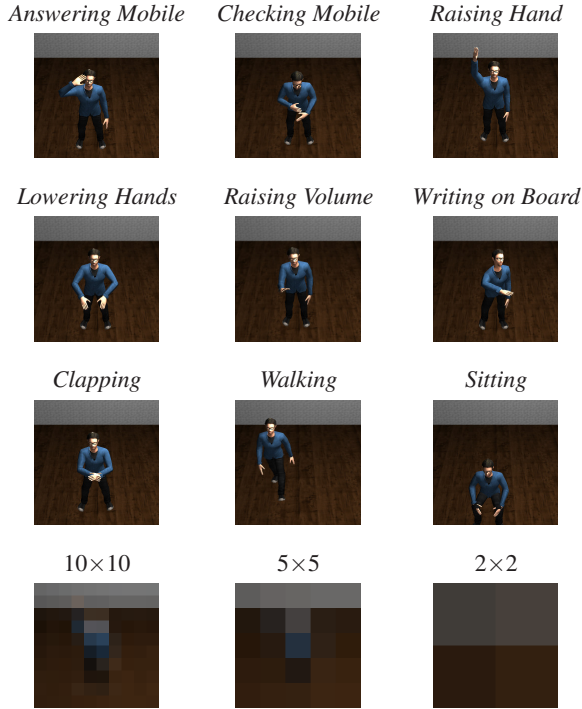 Answering Mobile
Checking Mobile
Raising Hand
Lowering Hands
Raising Volume
Writing on Board
Clapping
Walking
Sitting
10×10
5×5
2×2